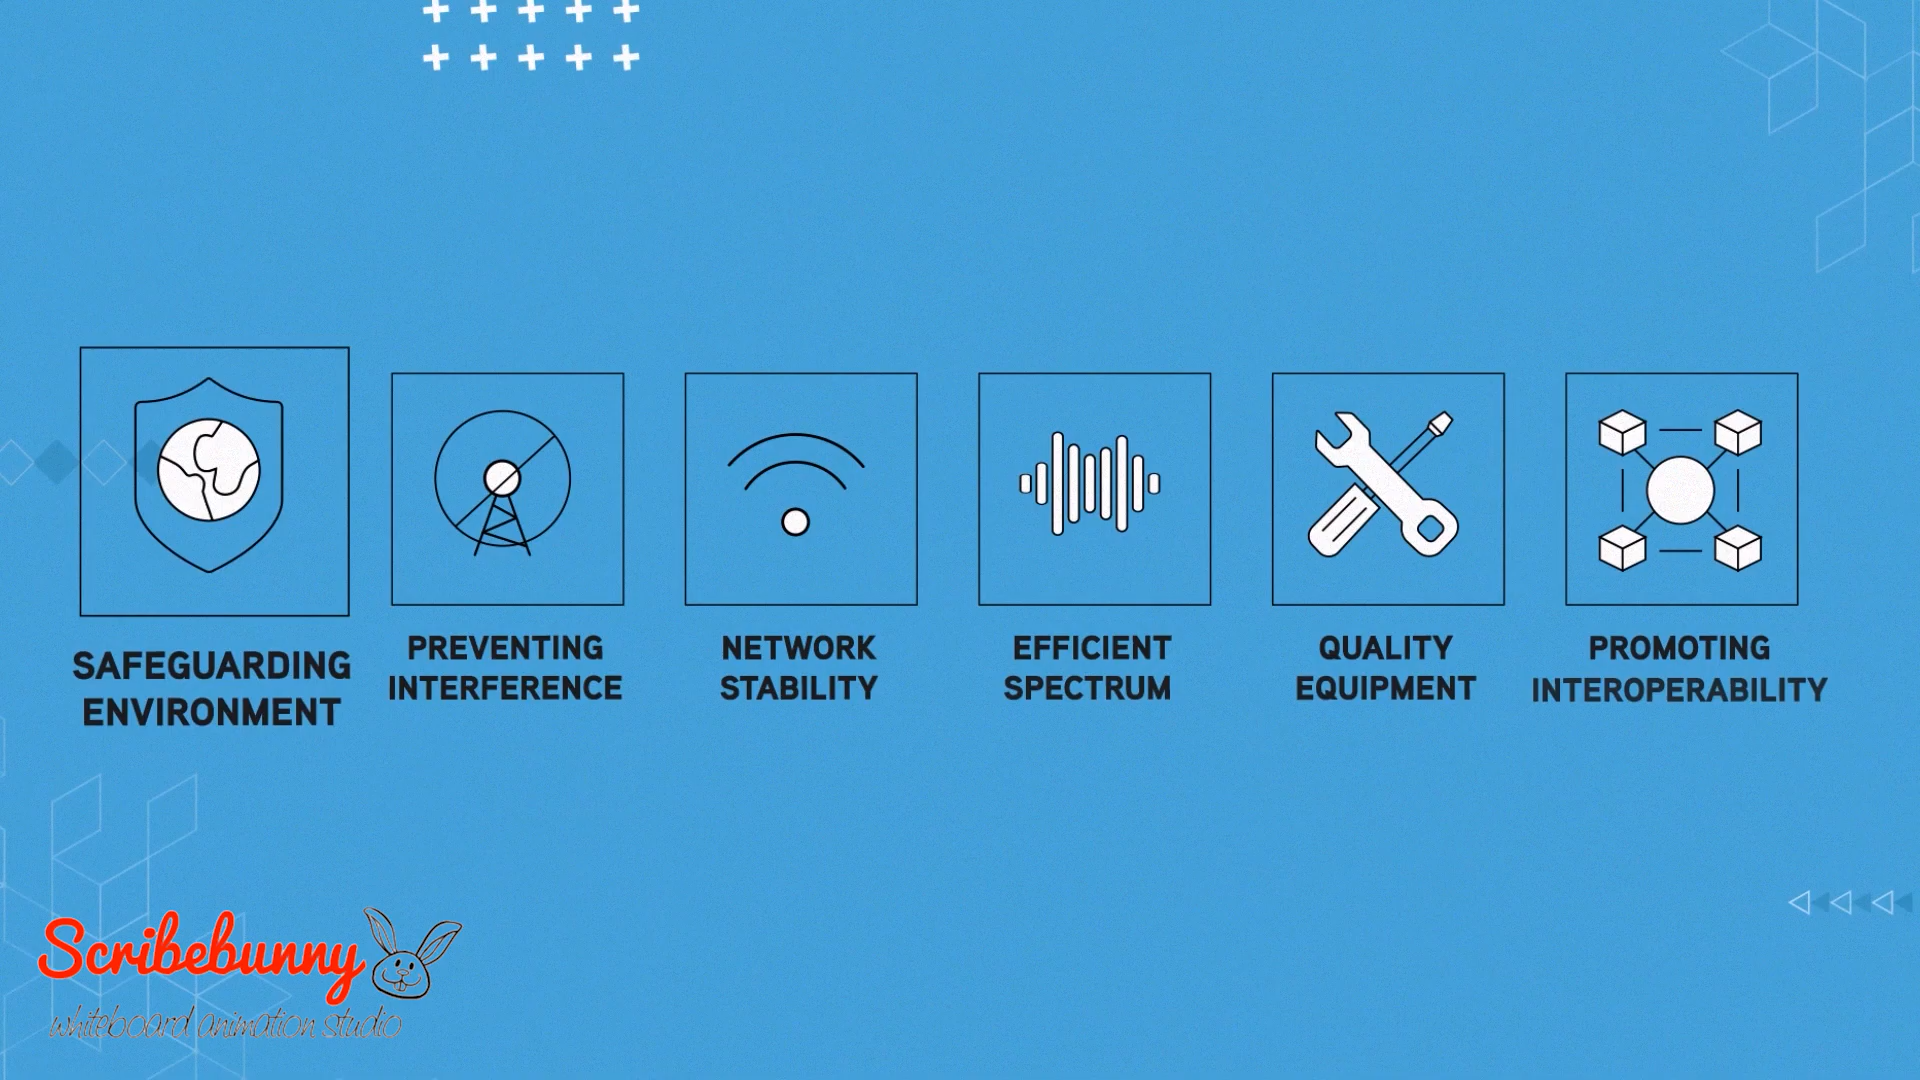 SAFEGUARDING
ENVIRONMENT
PREVENTING
INTERFERENCE
NETWORK
STABILITY
EFFICIENT
SPECTRUM
QUALITY
EQUIPMENT
PROMOTING
INTEROPERABILITY
Scribebunny
whiteboard animation studio